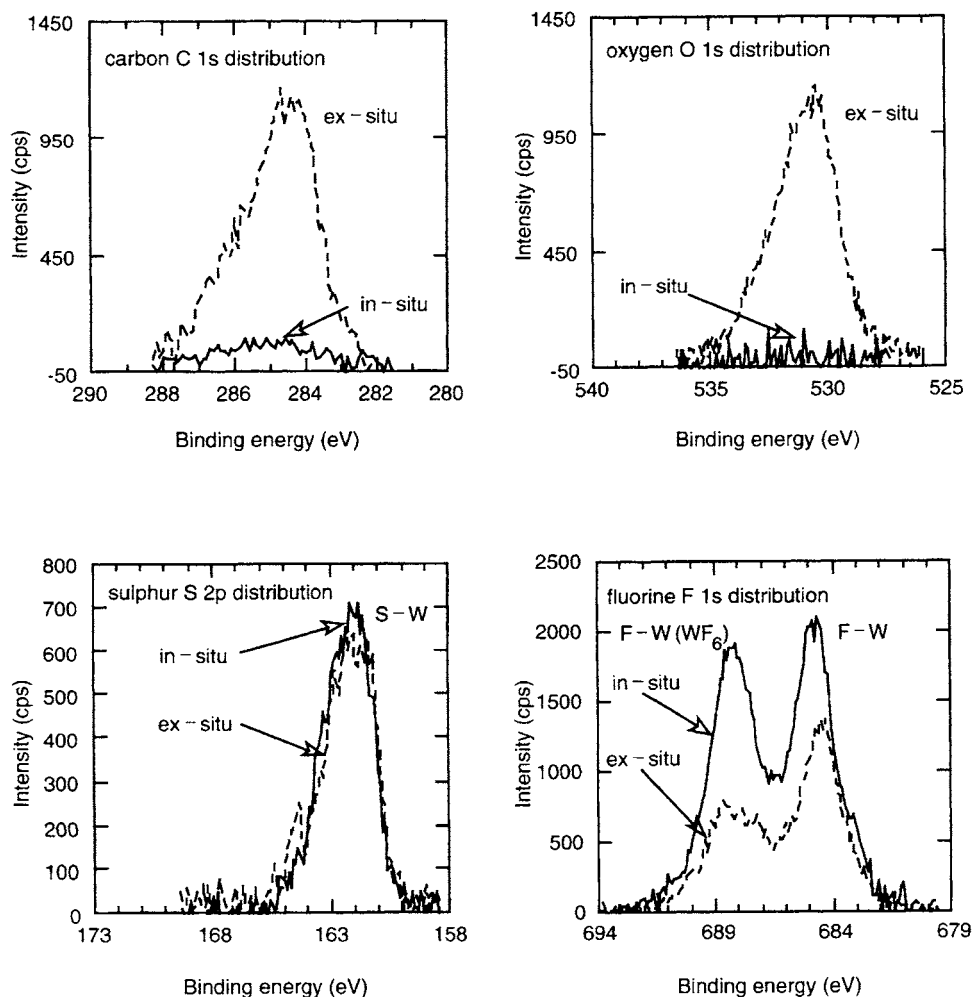 carbon C 1s distribution
ex-situ
in-situ
Intensity (cps)
1450
950
450
-50
290 288 286 284 282 280
Binding energy (eV)
oxygen O 1s distribution
ex-situ
in-situ
Intensity (cps)
1450
950
450
-50
540 535 530 525
Binding energy (eV)
sulphur S 2p distribution
S-W
in-situ
ex-situ
Intensity (cps)
800
700
600
500
400
300
200
100
0
173 168 163 158
Binding energy (eV)
fluorine F 1s distribution
F-W (WF6)
F-W
in-situ
ex-situ
Intensity (cps)
2500
2000
1500
1000
500
0
694 689 684 679
Binding energy (eV)